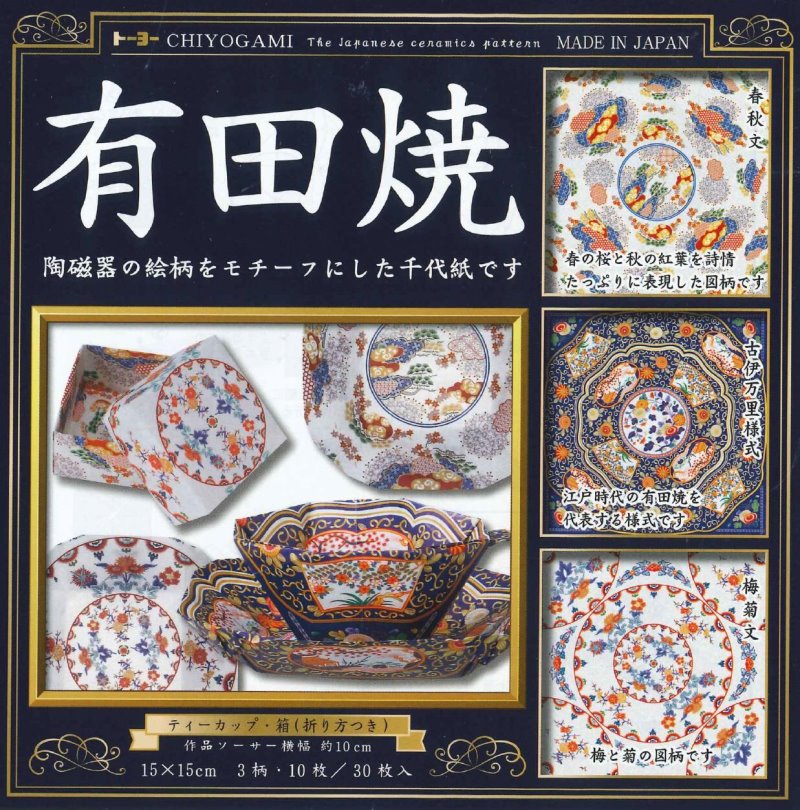 トーヨー CHIYOGAMI The Japanese ceramics pattern MADE IN JAPAN
有田焼
陶磁器の絵柄をモチーフにした千代紙です
春秋文
春の桜と秋の紅葉を詩情
たっぷりに表現した図柄です
古伊万里様式
江戸時代の有田焼を
代表する様式です
梅菊文
梅と菊の図柄です
ティーカップ・箱(折り方つき)
作品ソーサー横幅 約10cm
15×15cm 3柄・10枚/30枚入